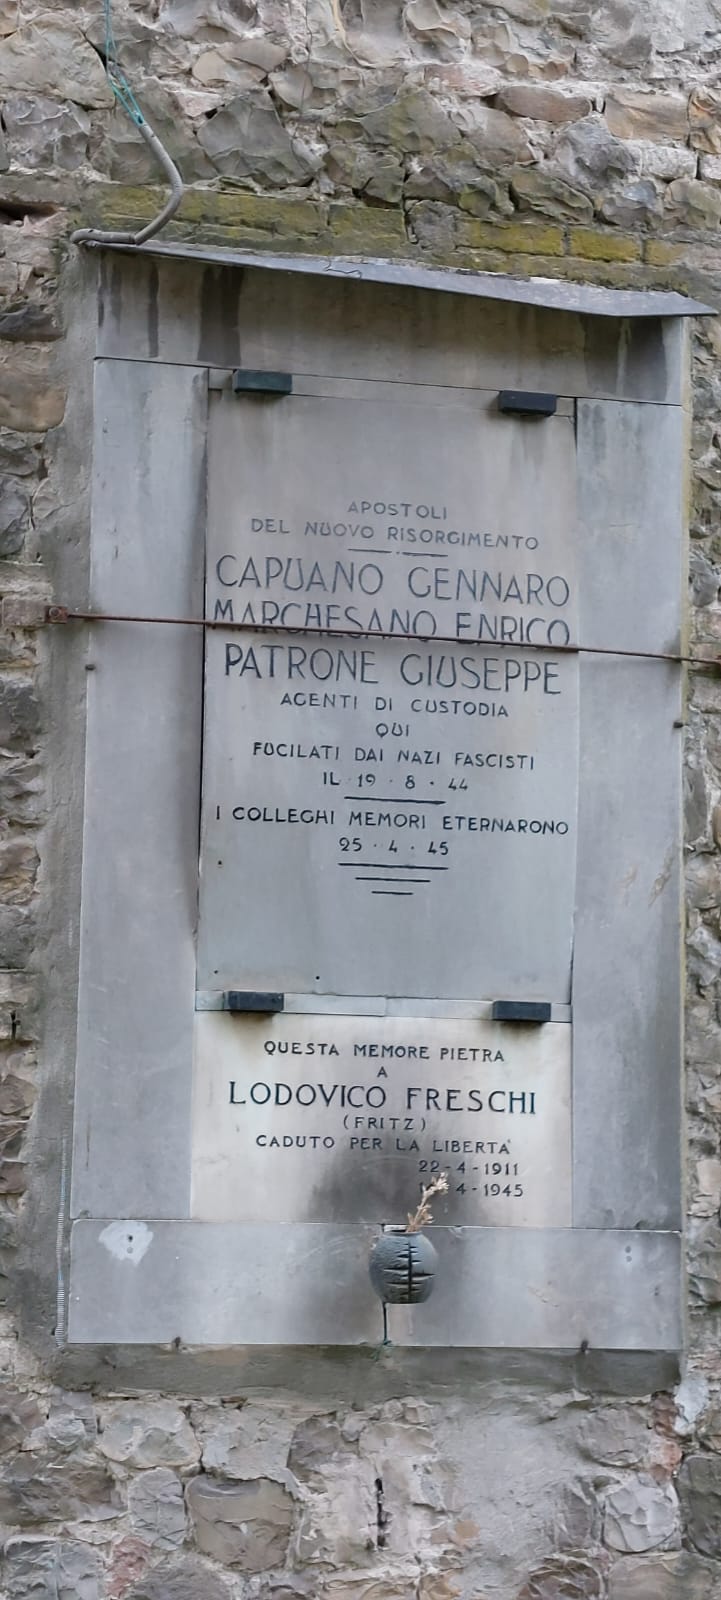 APOSTOLI
DEL NUOVO RISORGIMENTO
CAPUANO GENNARO
MARCHESANO ENRICO
PATRONE GIUSEPPE
AGENTI DI CUSTODIA
QUI
FUCILATI DAI NAZI FASCISTI
IL 19 · 8 · 44
I COLLEGHI MEMORI ETERNARONO
25 · 4 · 45
QUESTA MEMORE PIETRA
A
LODOVICO FRESCHI
(FRITZ)
CADUTO PER LA LIBERTA'
22-4-1911
4-1945